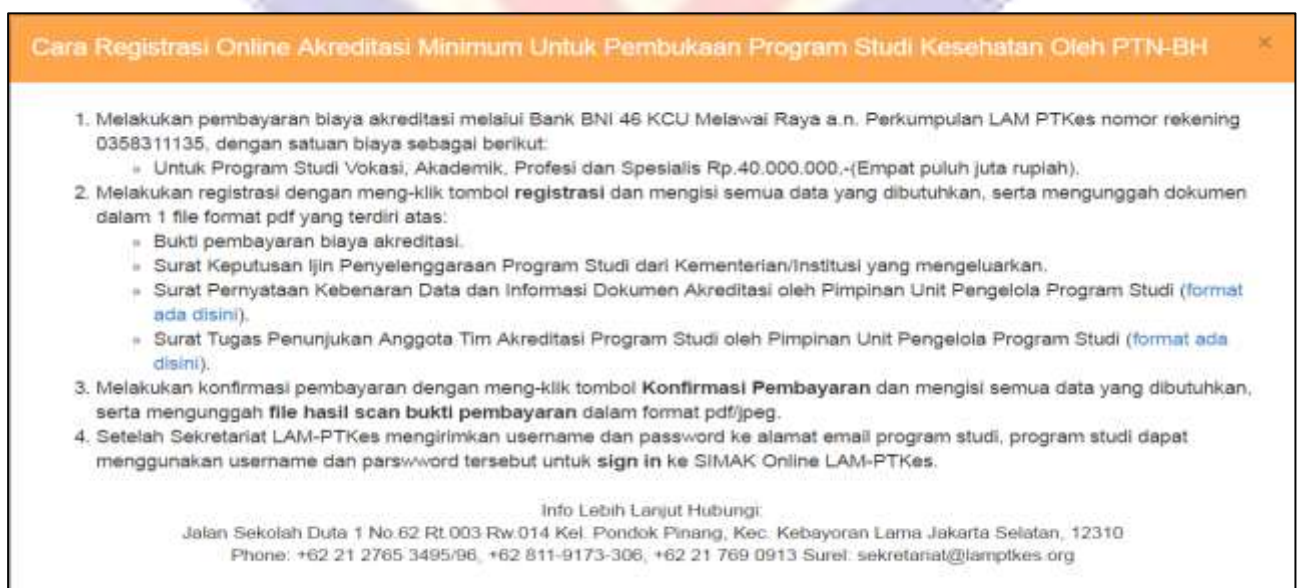 Cara Registrasi Online Akreditasi Minimum Untuk Pembukaan Program Studi Kesehatan Oleh PTN-BH ×
1. Melakukan pembayaran biaya akreditasi melalui Bank BNI 46 KCU Melawai Raya a.n. Perkumpulan LAM PTKes nomor rekening
0358311135, dengan satuan biaya sebagai berikut:
Untuk Program Studi Vokasi, Akademik, Profesi dan Spesialis Rp.40.000.000,-(Empat puluh juta rupiah).
2. Melakukan registrasi dengan meng-klik tombol registrasi dan mengisi semua data yang dibutuhkan, serta mengunggah dokumen
dalam 1 file format pdf yang terdiri atas:
Bukti pembayaran biaya akreditasi.
Surat Keputusan Ijin Penyelenggaraan Program Studi dari Kementerian/Institusi yang mengeluarkan.
Surat Pernyataan Kebenaran Data dan Informasi Dokumen Akreditasi oleh Pimpinan Unit Pengelola Program Studi (format
ada disini).
Surat Tugas Penunjukan Anggota Tim Akreditasi Program Studi oleh Pimpinan Unit Pengelola Program Studi (format ada
disini).
3. Melakukan konfirmasi pembayaran dengan meng-klik tombol Konfirmasi Pembayaran dan mengisi semua data yang dibutuhkan,
serta mengunggah file hasil scan bukti pembayaran dalam format pdf/jpeg.
4. Setelah Sekretariat LAM-PTKes mengirimkan username dan password ke alamat email program studi, program studi dapat
menggunakan username dan parswword tersebut untuk sign in ke SIMAK Online LAM-PTKes.
Info Lebih Lanjut Hubungi:
Jalan Sekolah Duta 1 No.62 Rt.003 Rw.014 Kel. Pondok Pinang, Kec. Kebayoran Lama Jakarta Selatan, 12310
Phone: +62 21 2765 3495/96, +62 811-9173-306, +62 21 769 0913 Surel: sekretariat@lamptkes.org